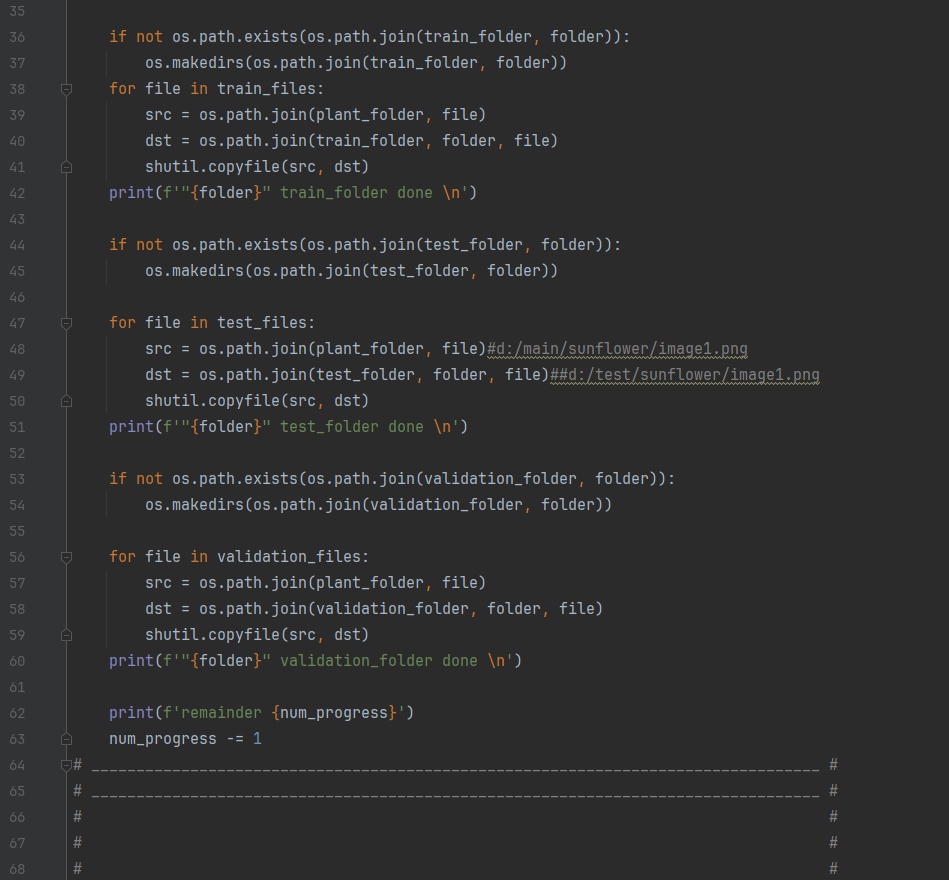 35
36 if not os.path.exists(os.path.join(train_folder, folder)):
37 os.makedirs(os.path.join(train_folder, folder))
38 for file in train_files:
39 src = os.path.join(plant_folder, file)
40 dst = os.path.join(train_folder, folder, file)
41 shutil.copyfile(src, dst)
42 print(f'"{folder}" train_folder done \n')
43
44 if not os.path.exists(os.path.join(test_folder, folder)):
45 os.makedirs(os.path.join(test_folder, folder))
46
47 for file in test_files:
48 src = os.path.join(plant_folder, file)#d:/main/sunflower/image1.png
49 dst = os.path.join(test_folder, folder, file)##d:/test/sunflower/image1.png
50 shutil.copyfile(src, dst)
51 print(f'"{folder}" test_folder done \n')
52
53 if not os.path.exists(os.path.join(validation_folder, folder)):
54 os.makedirs(os.path.join(validation_folder, folder))
55
56 for file in validation_files:
57 src = os.path.join(plant_folder, file)
58 dst = os.path.join(validation_folder, folder, file)
59 shutil.copyfile(src, dst)
60 print(f'"{folder}" validation_folder done \n')
61
62 print(f'remainder {num_progress}')
63 num_progress -= 1
64 # _________________________________________________________________________________ #
65 # _________________________________________________________________________________ #
66 # #
67 # #
68 # #